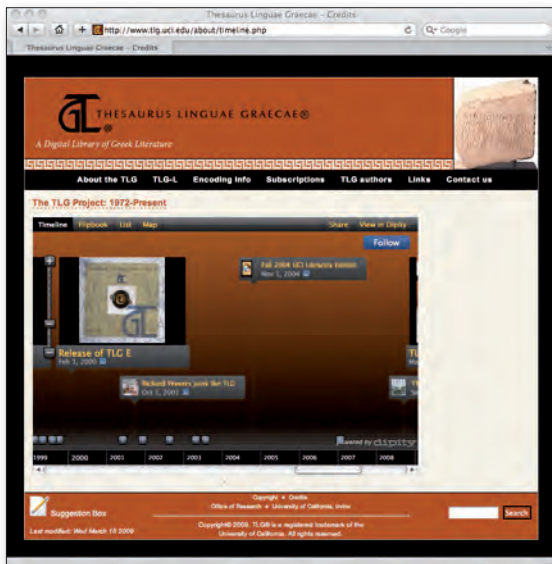 Thesaurus Linguae Graecae – Credits
http://www.tlg.uci.edu/about/timeline.php
Google
Thesaurus Linguae Graecae – Credits
THESAURUS LINGUAE GRAECAE®
A Digital Library of Greek Literature
About the TLG TLG-L Encoding Info Subscriptions TLG authors Links Contact us
The TLG Project: 1972-Present
Timeline Flipbook List Map Share View in Dipity
Follow
Fall 2004 UCI Libraries
Nov 1, 2004
Release of TLG E
Feb 1, 2000
Richard Powers joins the TLG
Oct 1, 2001
powered by dipity
1999 2000 2001 2002 2003 2004 2005 2006 2007 2008
Suggestion Box
Last modified: Wed March 18 2009
Copyright • Credits
Office of Research • University of California, Irvine
Copyright© 2009. TLG® is a registered trademark of the
University of California. All rights reserved.
Search